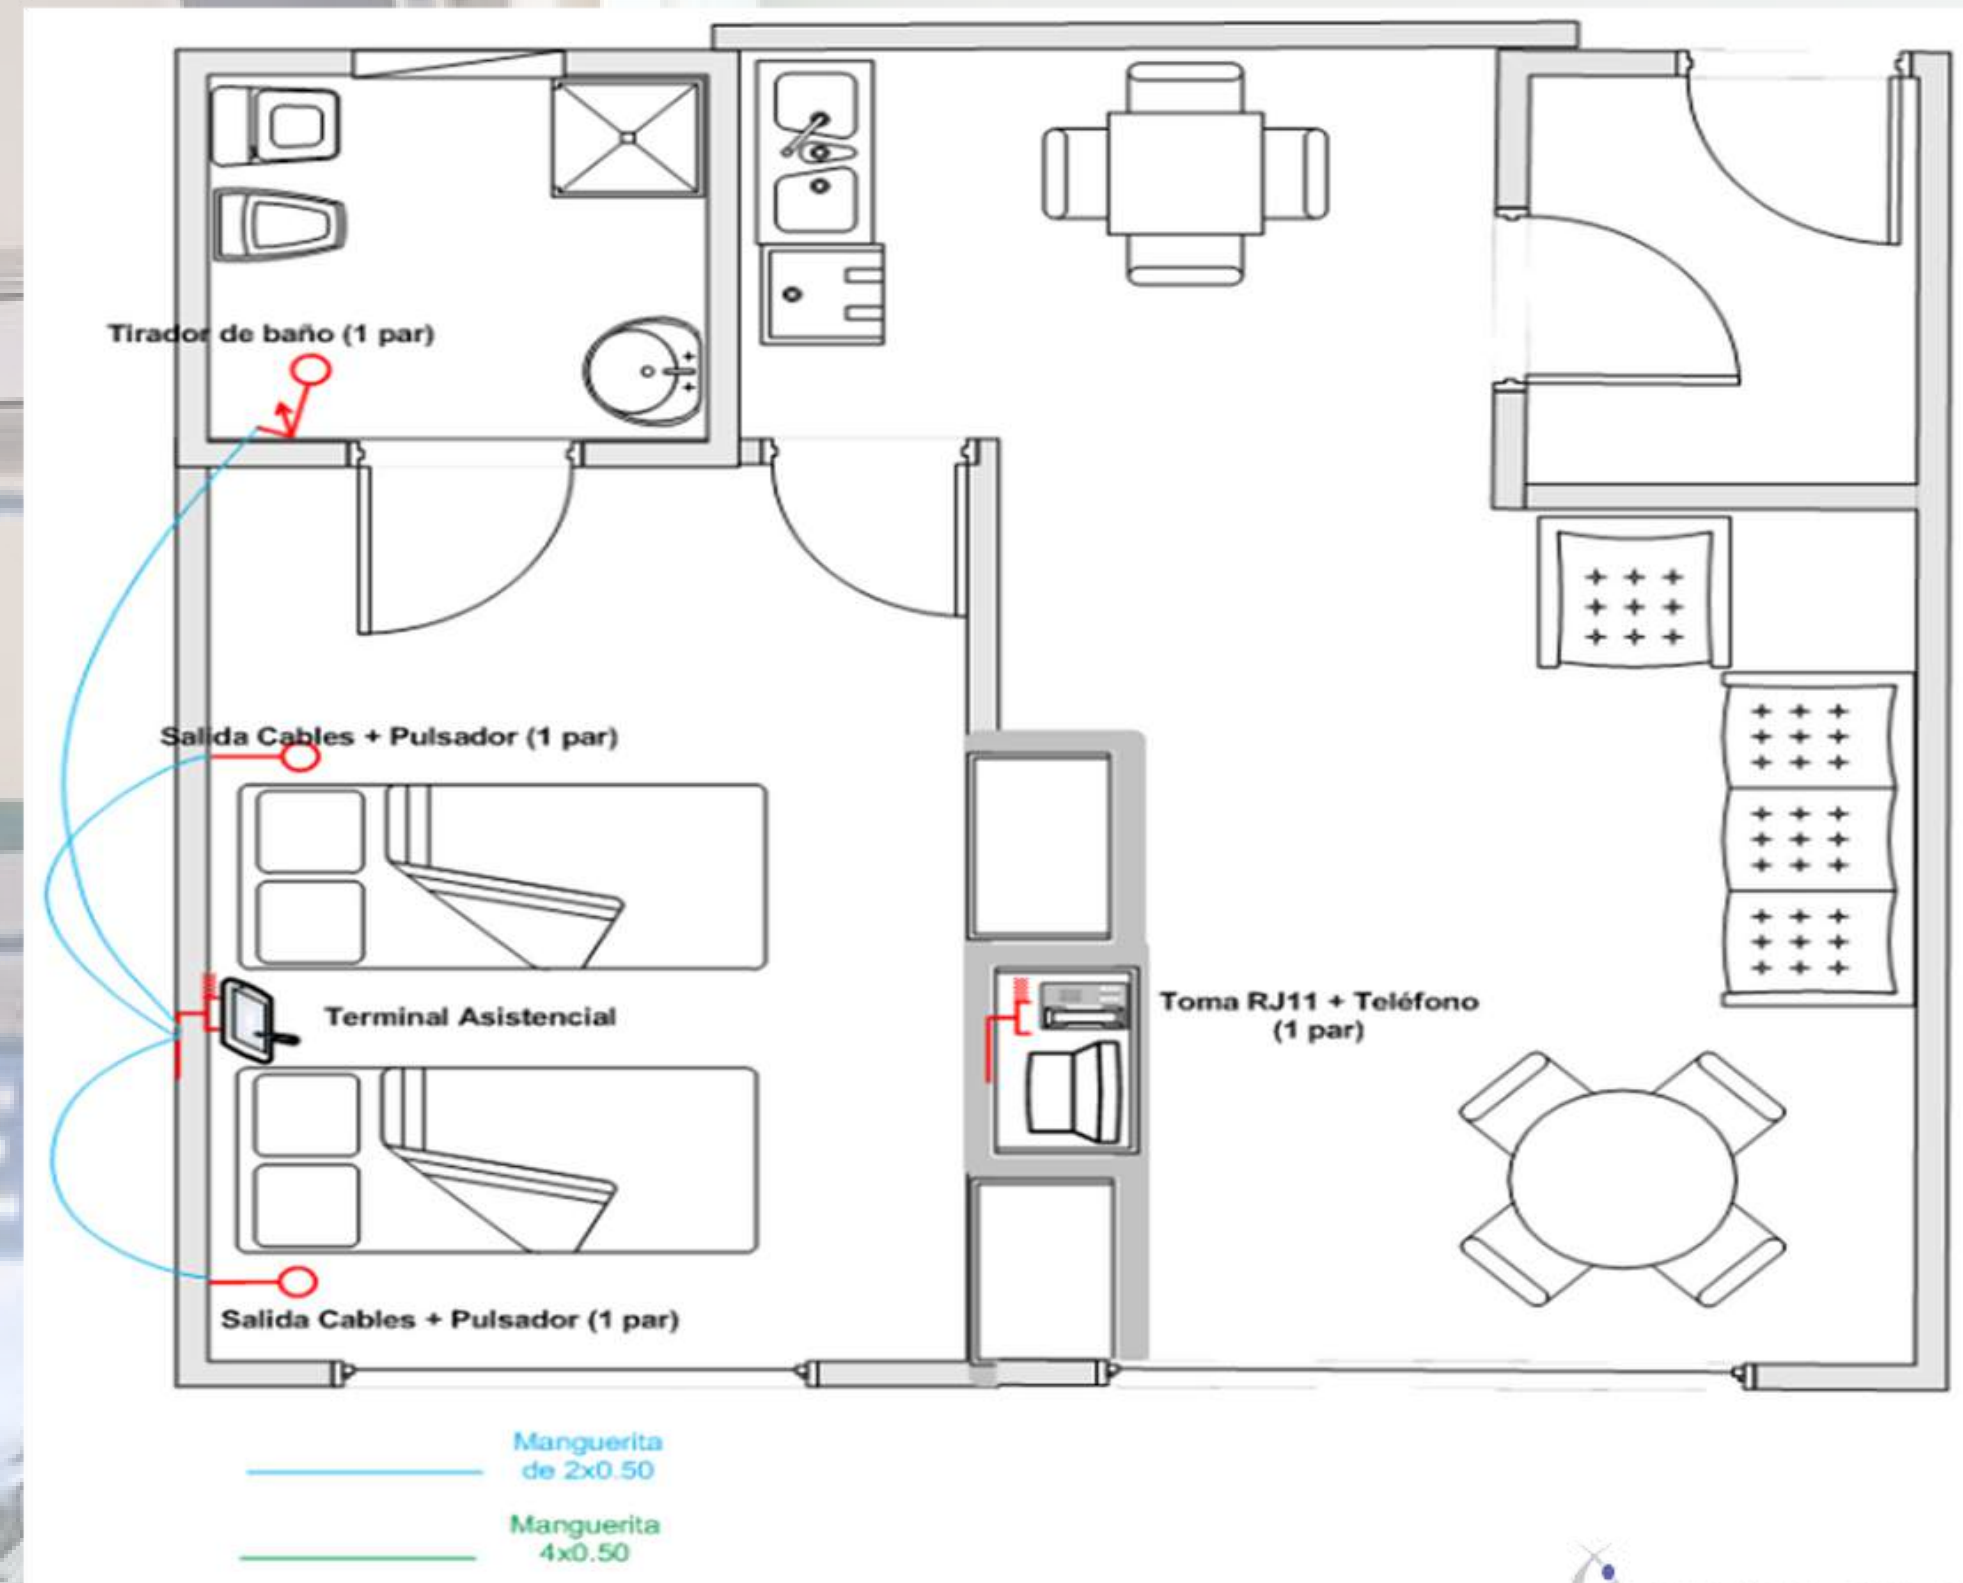 Tirador de baño (1 par)
Salida Cables + Pulsador (1 par)
Terminal Asistencial
Toma RJ11 + Teléfono
(1 par)
Salida Cables + Pulsador (1 par)
Manguerita
de 2x0.50
Manguerita
4x0.50